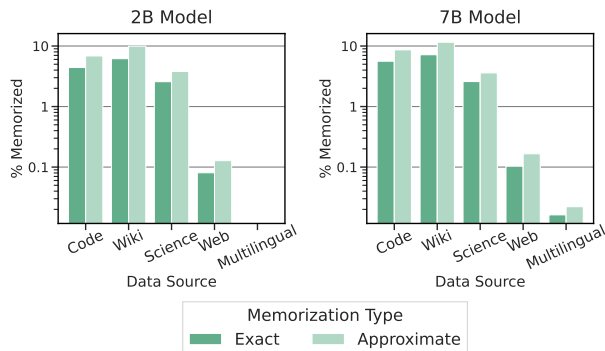 2B Model
% Memorized
10
1
0.1
Code
Wiki
Science
Web
Multilingual
Data Source
7B Model
% Memorized
10
1
0.1
Code
Wiki
Science
Web
Multilingual
Data Source
Memorization Type
Exact
Approximate